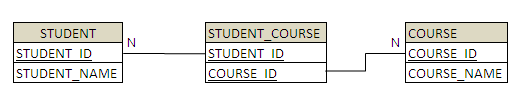 STUDENT
STUDENT_ID
STUDENT_NAME
N
STUDENT_COURSE
STUDENT_ID
COURSE_ID
N
COURSE
COURSE_ID
COURSE_NAME